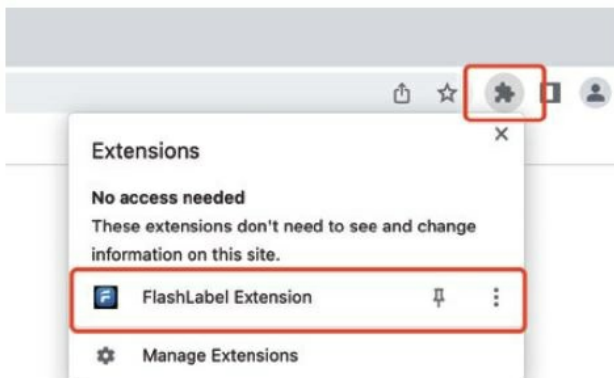 Extensions
No access needed
These extensions don't need to see and change
information on this site.
FlashLabel Extension
Manage Extensions